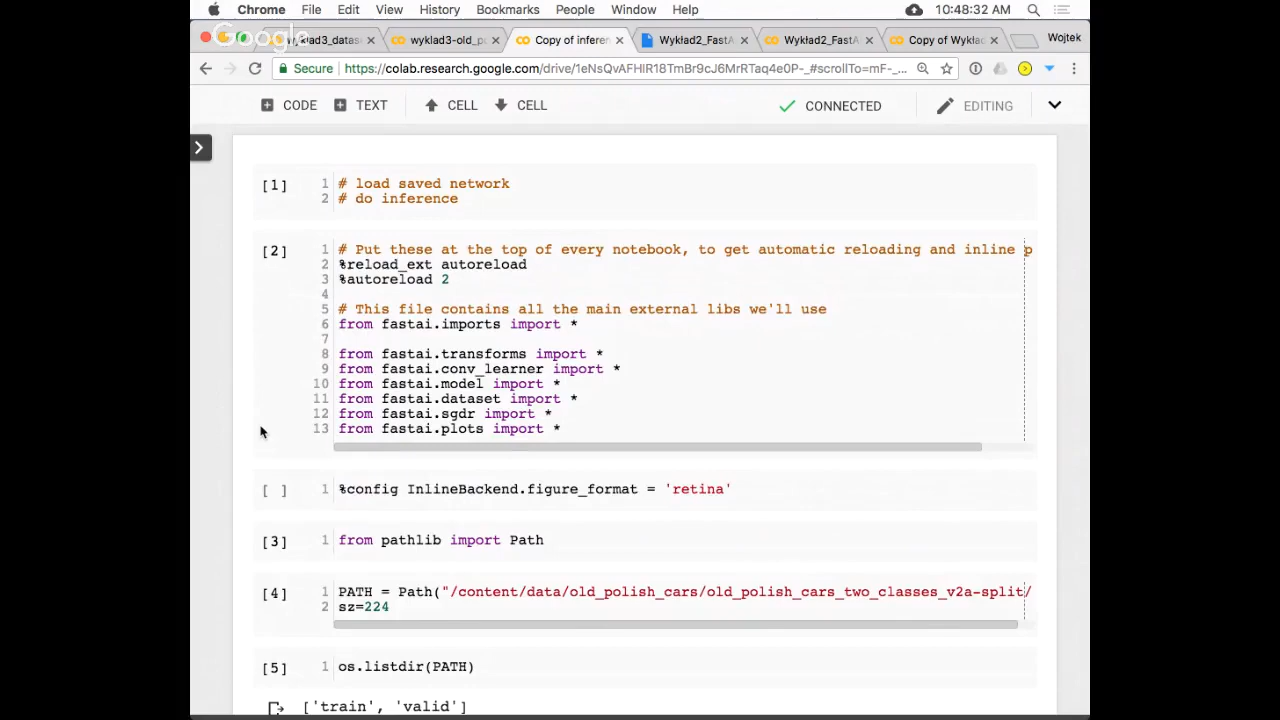 Chrome File Edit View History Bookmarks People Window Help 10:48:32 AM
Google
wyklad3-old_po
Copy of inferen
Wykład2_FastA
Wykład2_FastA
Copy of Wykład
Wojtek
Secure https://colab.research.google.com/drive/1eNsQvAFHlR18TmBr9cJ6MrRTaq4e0P-_#scrollTo=mF-_...
CODE TEXT CELL CELL CONNECTED EDITING
[1] 1 # load saved network
2 # do inference
[2] 1 # Put these at the top of every notebook, to get automatic reloading and inline p
2 %reload_ext autoreload
3 %autoreload 2
4
5 # This file contains all the main external libs we'll use
6 from fastai.imports import *
7
8 from fastai.transforms import *
9 from fastai.conv_learner import *
10 from fastai.model import *
11 from fastai.dataset import *
12 from fastai.sgdr import *
13 from fastai.plots import *
[ ] 1 %config InlineBackend.figure_format = 'retina'
[3] 1 from pathlib import Path
[4] 1 PATH = Path("/content/data/old_polish_cars/old_polish_cars_two_classes_v2a-split/
2 sz=224
[5] 1 os.listdir(PATH)
['train', 'valid']